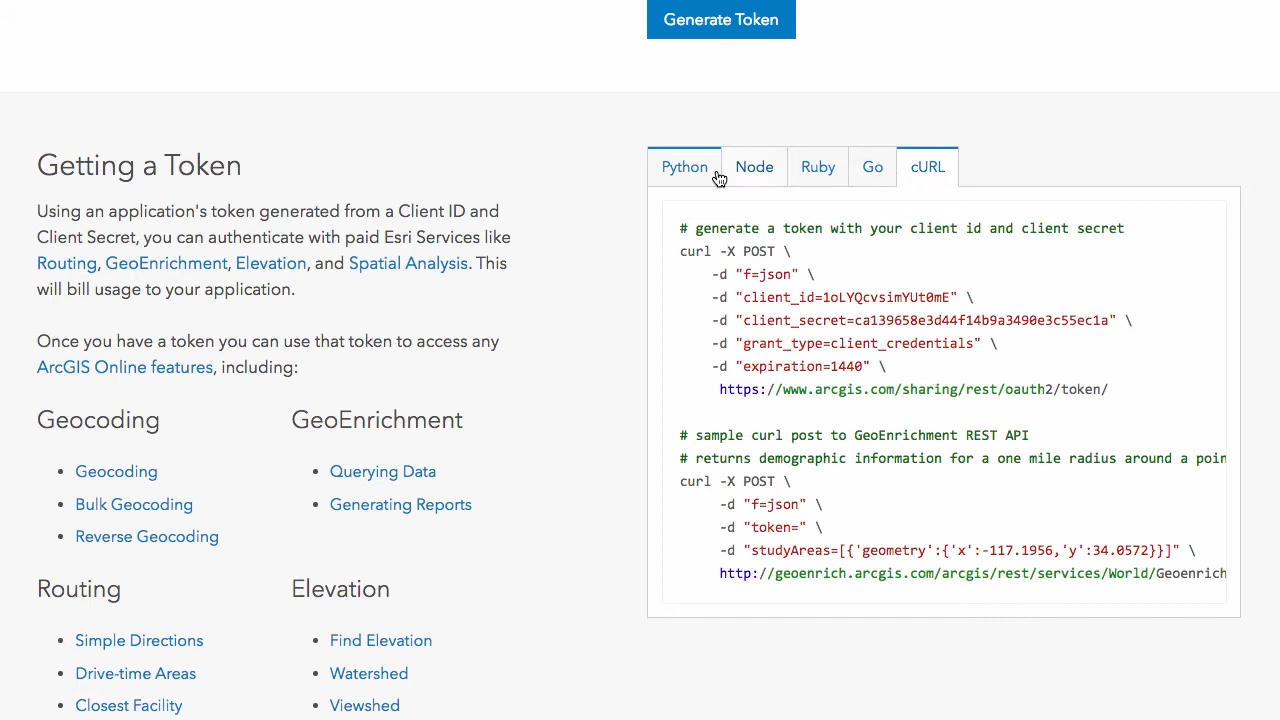 Generate Token
Getting a Token
Using an application's token generated from a Client ID and
Client Secret, you can authenticate with paid Esri Services like
Routing, GeoEnrichment, Elevation, and Spatial Analysis. This
will bill usage to your application.
Once you have a token you can use that token to access any
ArcGIS Online features, including:
Geocoding
Geocoding
Bulk Geocoding
Reverse Geocoding
GeoEnrichment
Querying Data
Generating Reports
Routing
Simple Directions
Drive-time Areas
Closest Facility
Elevation
Find Elevation
Watershed
Viewshed
Python Node Ruby Go cURL
# generate a token with your client id and client secret
curl -X POST \
-d "f=json" \
-d "client_id=1oLYQcvsimYUt0mE" \
-d "client_secret=ca139658e3d44f14b9a3490e3c55ec1a" \
-d "grant_type=client_credentials" \
-d "expiration=1440" \
https://www.arcgis.com/sharing/rest/oauth2/token/
# sample curl post to GeoEnrichment REST API
# returns demographic information for a one mile radius around a poin
curl -X POST \
-d "f=json" \
-d "token=" \
-d "studyAreas=[{'geometry':{'x':-117.1956,'y':34.0572}}]" \
http://geoenrich.arcgis.com/arcgis/rest/services/World/Geoenrich